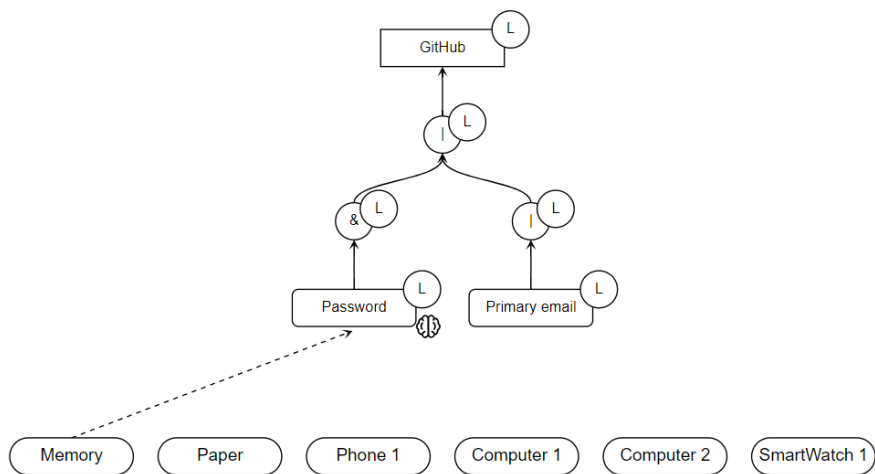 L
GitHub
L
|
L
&
L
|
L
Password
L
Primary email
L
Memory
Paper
Phone 1
Computer 1
Computer 2
SmartWatch 1